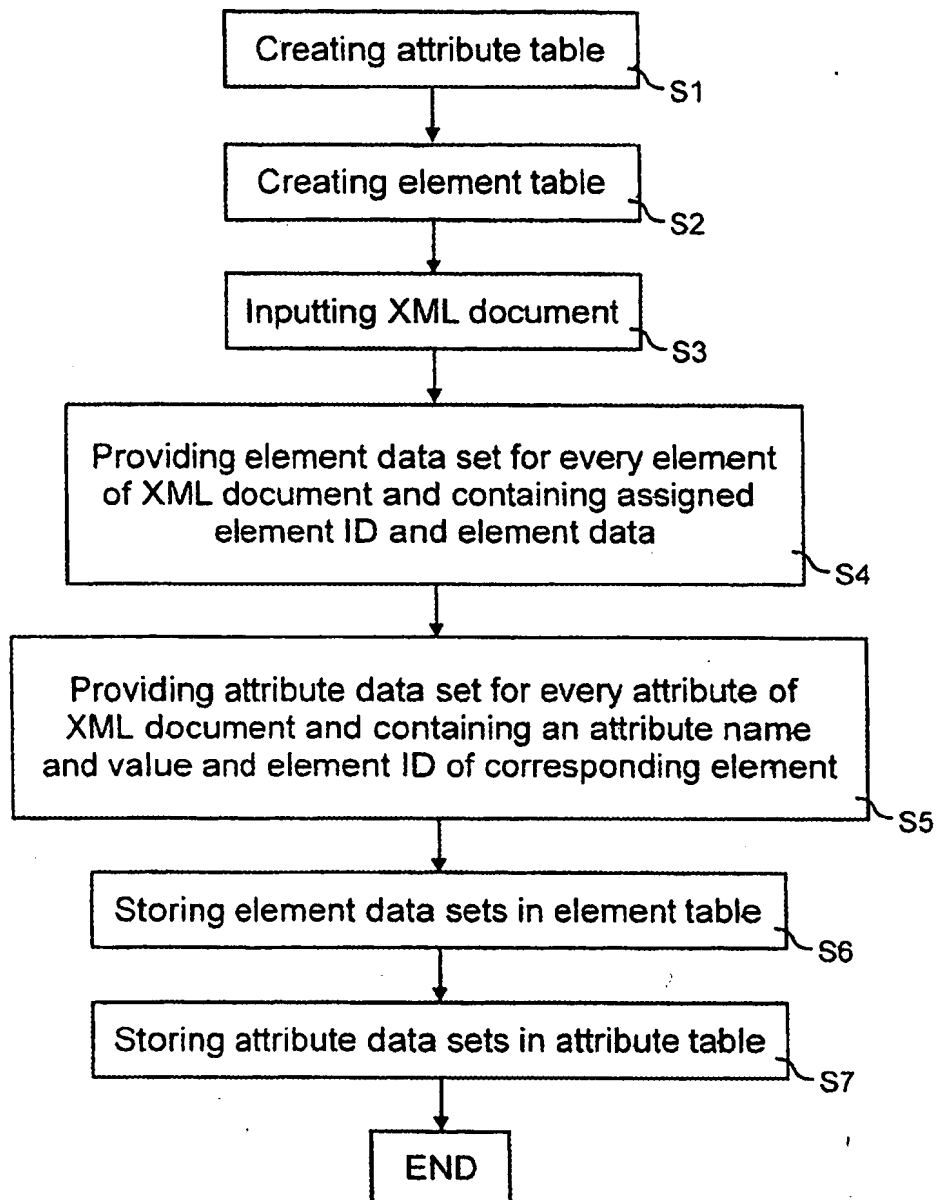 Creating attribute table
S1
Creating element table
S2
Inputting XML document
S3
Providing element data set for every element
of XML document and containing assigned
element ID and element data
S4
Providing attribute data set for every attribute of
XML document and containing an attribute name
and value and element ID of corresponding element
S5
Storing element data sets in element table
S6
Storing attribute data sets in attribute table
S7
END